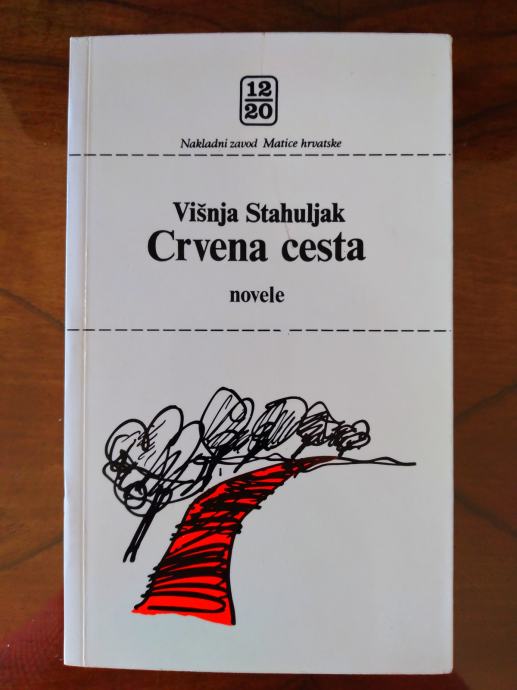 12
20
Nakladni zavod Matice hrvatske
Višnja Stahuljak
Crvena cesta
novele